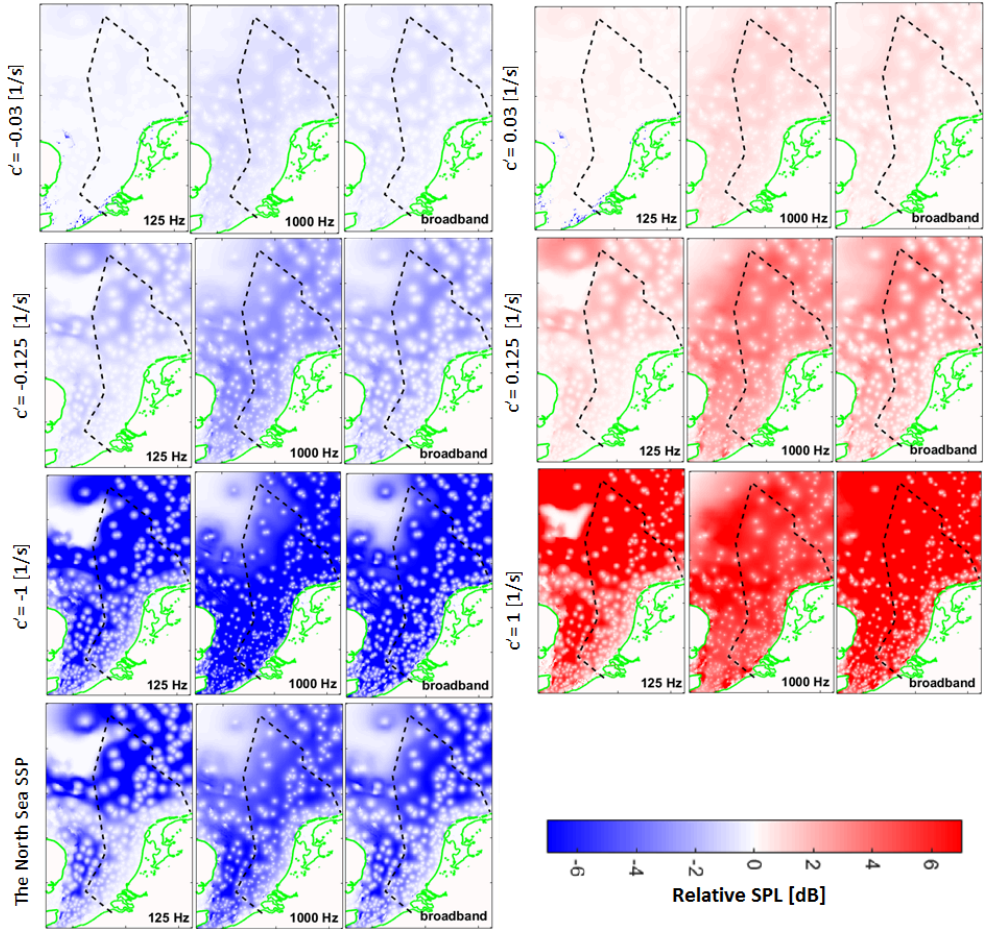 c′= -0.03 [1/s]
125 Hz
1000 Hz
broadband
c′= 0.03 [1/s]
125 Hz
1000 Hz
broadband
c′= -0.125 [1/s]
125 Hz
1000 Hz
broadband
c′= 0.125 [1/s]
125 Hz
1000 Hz
broadband
c′= -1 [1/s]
125 Hz
1000 Hz
broadband
c′= 1 [1/s]
125 Hz
1000 Hz
broadband
The North Sea SSP
125 Hz
1000 Hz
broadband
-6 -4 -2 0 2 4 6
Relative SPL [dB]